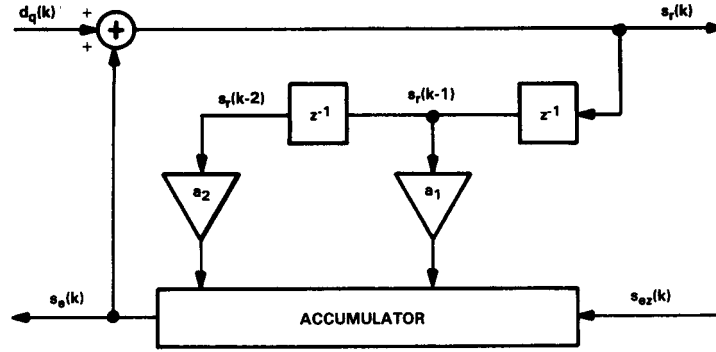 dq(k) + sr(k)
+
+
sr(k-2) z-1 sr(k-1) z-1
a2 a1
se(k) ACCUMULATOR sez(k)